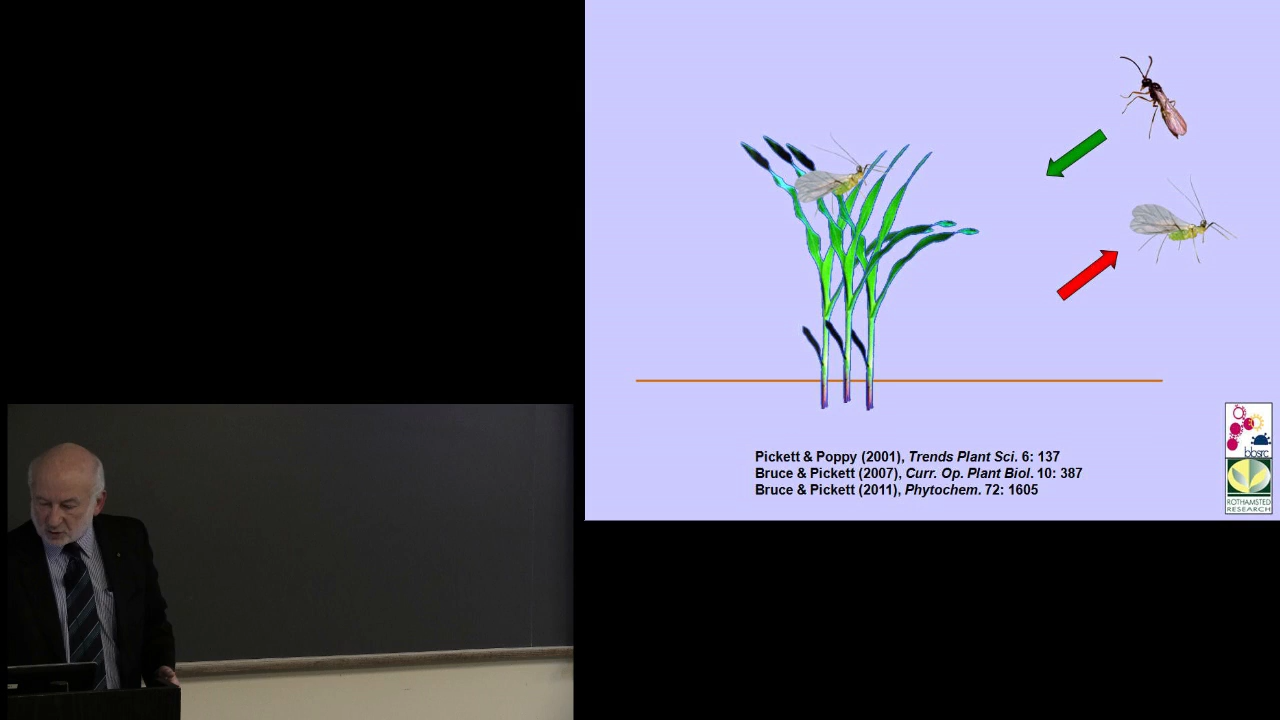 Pickett & Poppy (2001), Trends Plant Sci. 6: 137
Bruce & Pickett (2007), Curr. Op. Plant Biol. 10: 387
Bruce & Pickett (2011), Phytochem. 72: 1605
bbsrc
ROTHAMSTED
RESEARCH